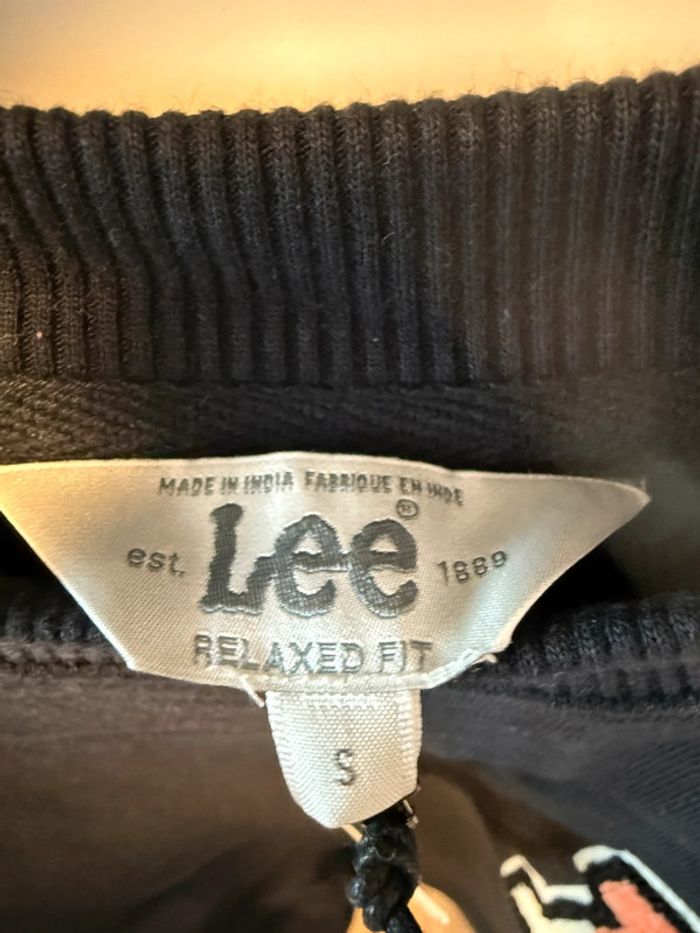 MADE IN INDIA FABRIQUE EN INDE
Lee®
est. 1889
RELAXED FIT
S